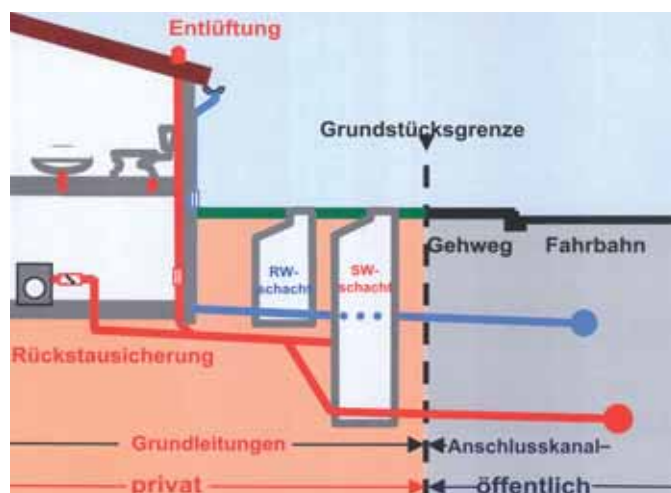 Entlüftung
Grundstücksgrenze
Gehweg
Fahrbahn
RW-
schacht
SW-
schacht
Rückstausicherung
Grundleitungen
Anschlusskanal–
privat
öffentlich